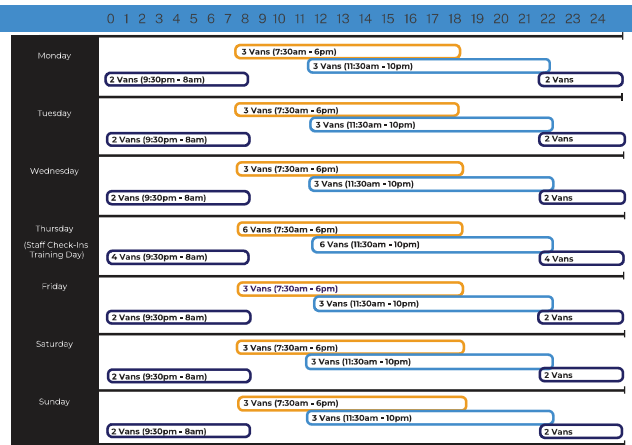 0 1 2 3 4 5 6 7 8 9 10 11 12 13 14 15 16 17 18 19 20 21 22 23 24
Monday
3 Vans (7:30am - 6pm)
3 Vans (11:30am - 10pm)
2 Vans (9:30pm - 8am)
2 Vans
Tuesday
3 Vans (7:30am - 6pm)
3 Vans (11:30am - 10pm)
2 Vans (9:30pm - 8am)
2 Vans
Wednesday
3 Vans (7:30am - 6pm)
3 Vans (11:30am - 10pm)
2 Vans (9:30pm - 8am)
2 Vans
Thursday
(Staff Check-Ins
Training Day)
6 Vans (7:30am - 6pm)
6 Vans (11:30am - 10pm)
4 Vans (9:30pm - 8am)
4 Vans
Friday
3 Vans (7:30am - 6pm)
3 Vans (11:30am - 10pm)
2 Vans (9:30pm - 8am)
2 Vans
Saturday
3 Vans (7:30am - 6pm)
3 Vans (11:30am - 10pm)
2 Vans (9:30pm - 8am)
2 Vans
Sunday
3 Vans (7:30am - 6pm)
3 Vans (11:30am - 10pm)
2 Vans (9:30pm - 8am)
2 Vans